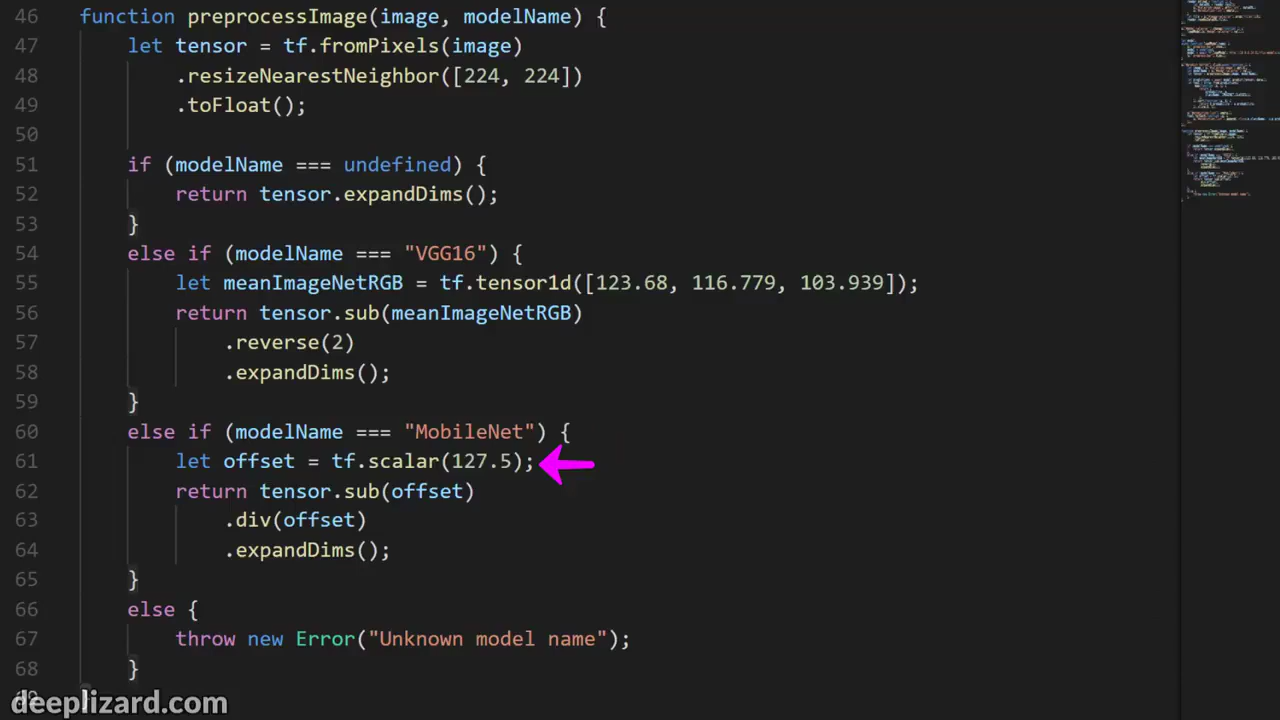 46 function preprocessImage(image, modelName) {
47 let tensor = tf.fromPixels(image)
48 .resizeNearestNeighbor([224, 224])
49 .toFloat();
50
51 if (modelName === undefined) {
52 return tensor.expandDims();
53 }
54 else if (modelName === "VGG16") {
55 let meanImageNetRGB = tf.tensor1d([123.68, 116.779, 103.939]);
56 return tensor.sub(meanImageNetRGB)
57 .reverse(2)
58 .expandDims();
59 }
60 else if (modelName === "MobileNet") {
61 let offset = tf.scalar(127.5);
62 return tensor.sub(offset)
63 .div(offset)
64 .expandDims();
65 }
66 else {
67 throw new Error("Unknown model name");
68 }
69 }
deeplizard.com